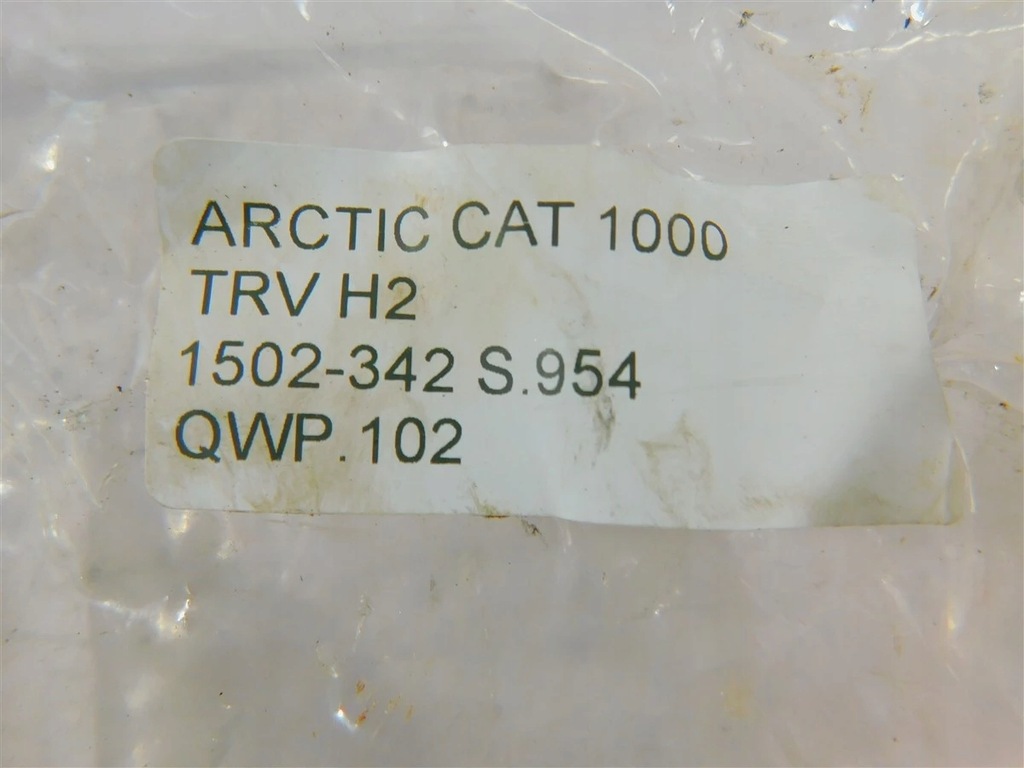 ARCTIC CAT 1000
TRV H2
1502-342 S.954
QWP.102